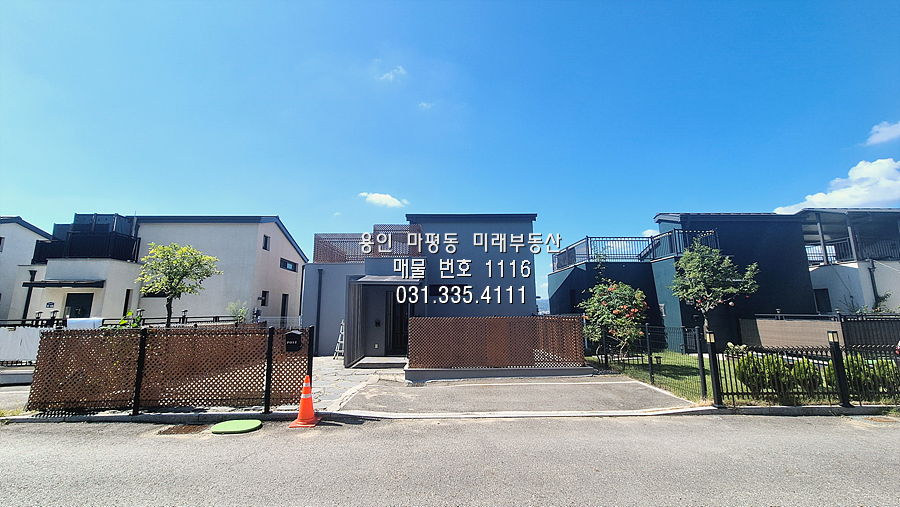 용인 마평동 미래부동산
매물 번호 1116
031.335.4111